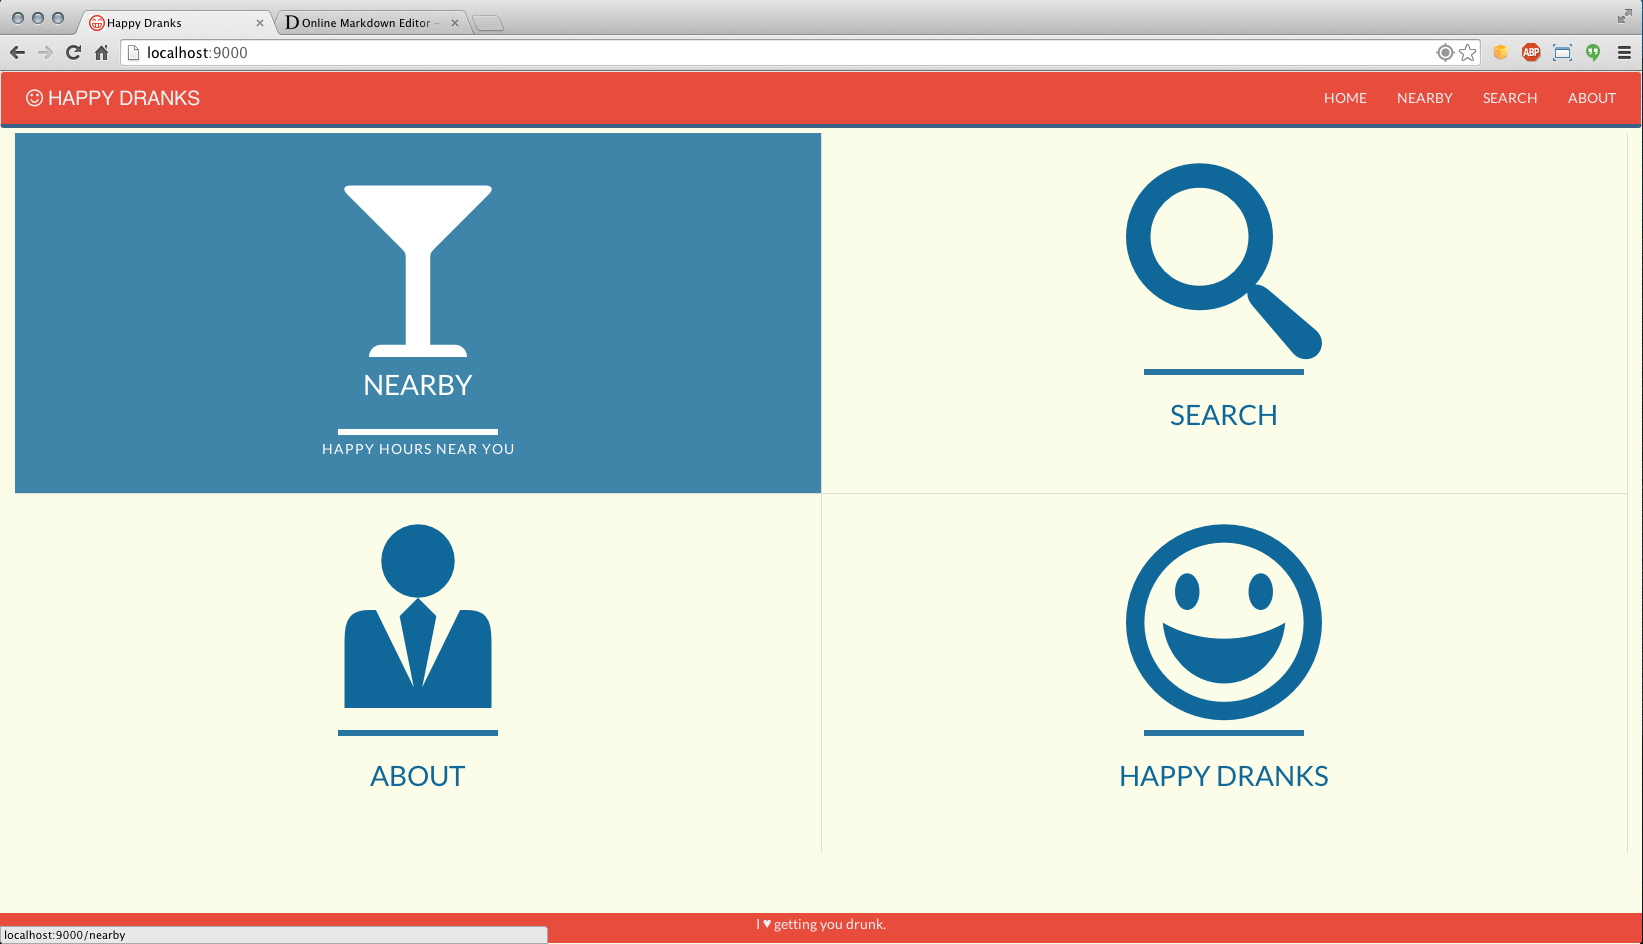 Happy Dranks
Online Markdown Editor –
localhost:9000
ABP
HAPPY DRANKS
HOME NEARBY SEARCH ABOUT
NEARBY
HAPPY HOURS NEAR YOU
SEARCH
ABOUT
HAPPY DRANKS
I ♥ getting you drunk.
localhost:9000/nearby